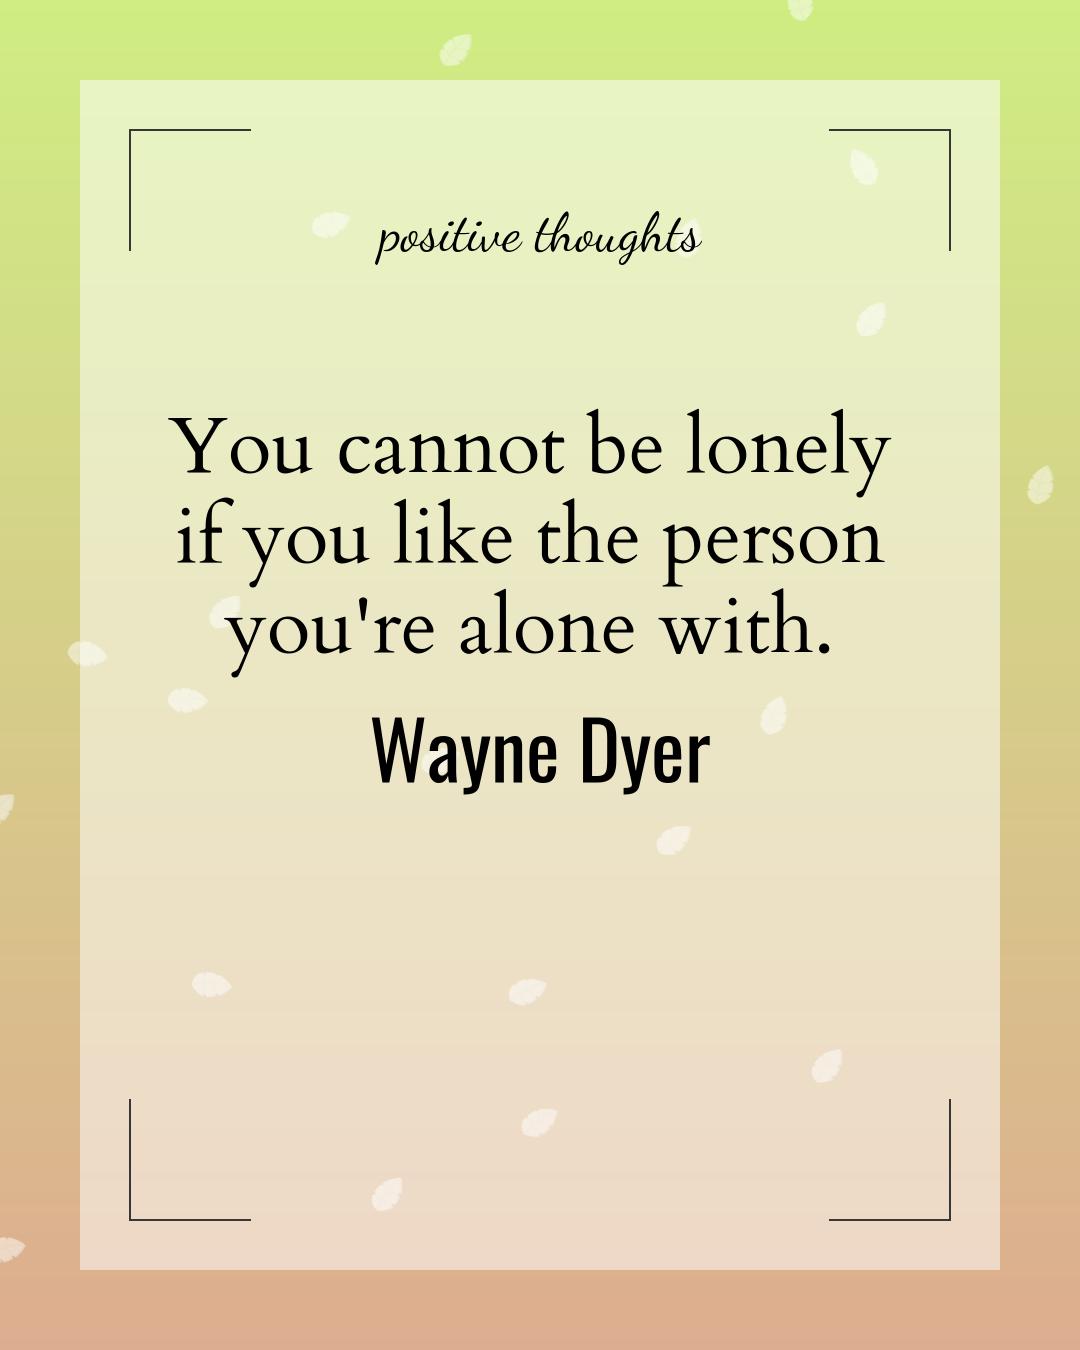 positive thoughts
You cannot be lonely
if you like the person
you're alone with.
Wayne Dyer